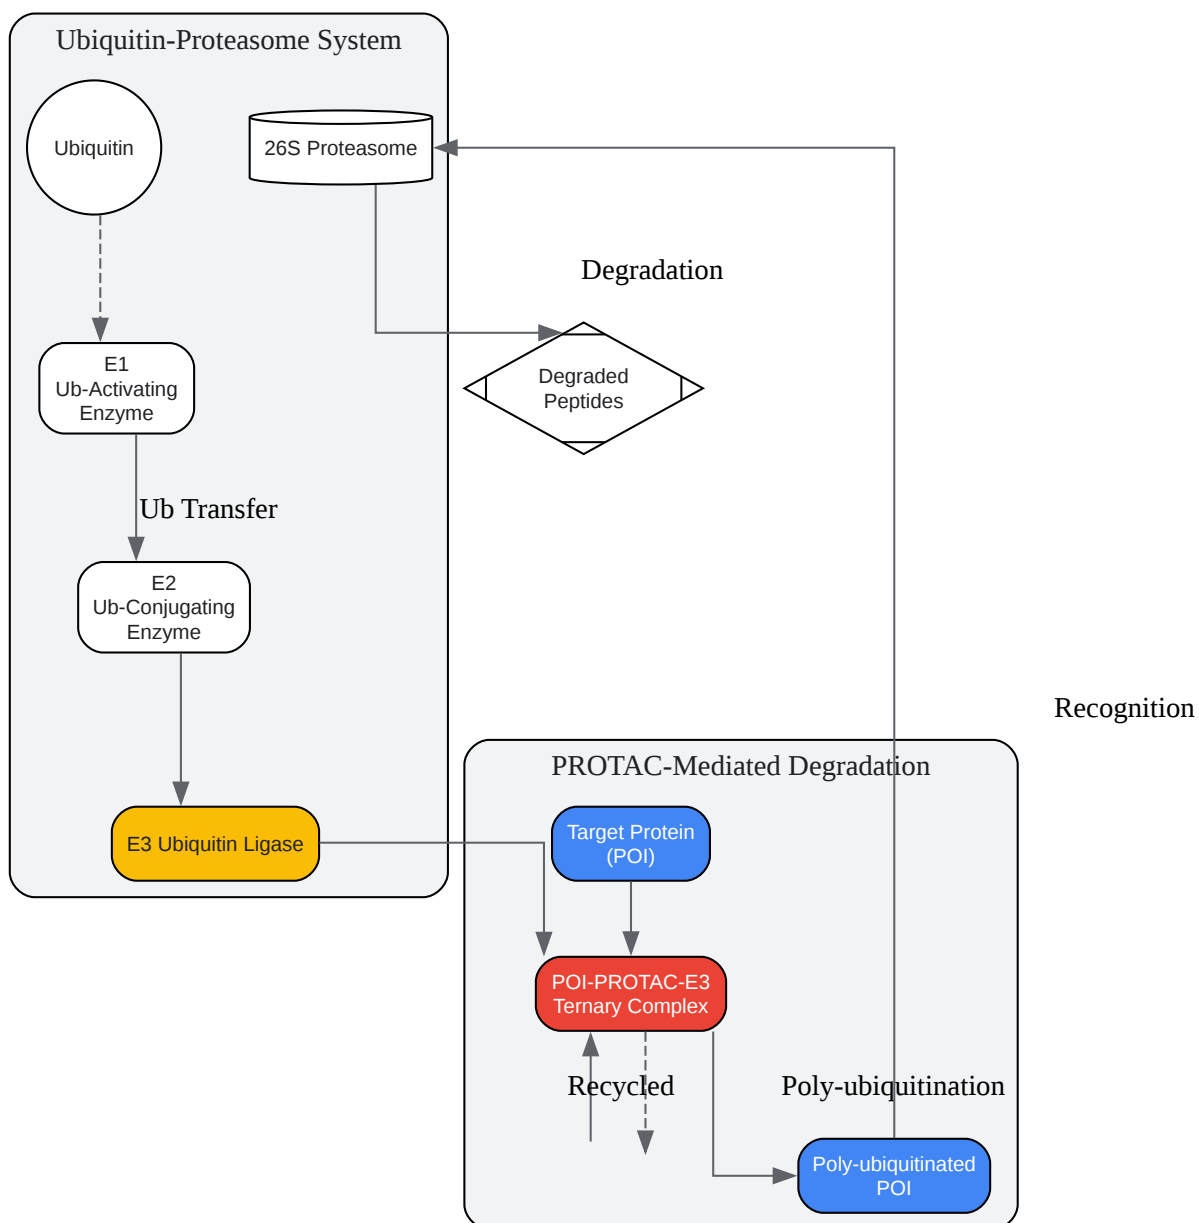 Ubiquitin-Proteasome System
Ubiquitin
26S Proteasome
Degradation
E1
Ub-Activating
Enzyme
Degraded
Peptides
Ub Transfer
E2
Ub-Conjugating
Enzyme
Recognition
PROTAC-Mediated Degradation
E3 Ubiquitin Ligase
Target Protein
(POI)
POI-PROTAC-E3
Ternary Complex
Recycled
Poly-ubiquitination
Poly-ubiquitinated
POI